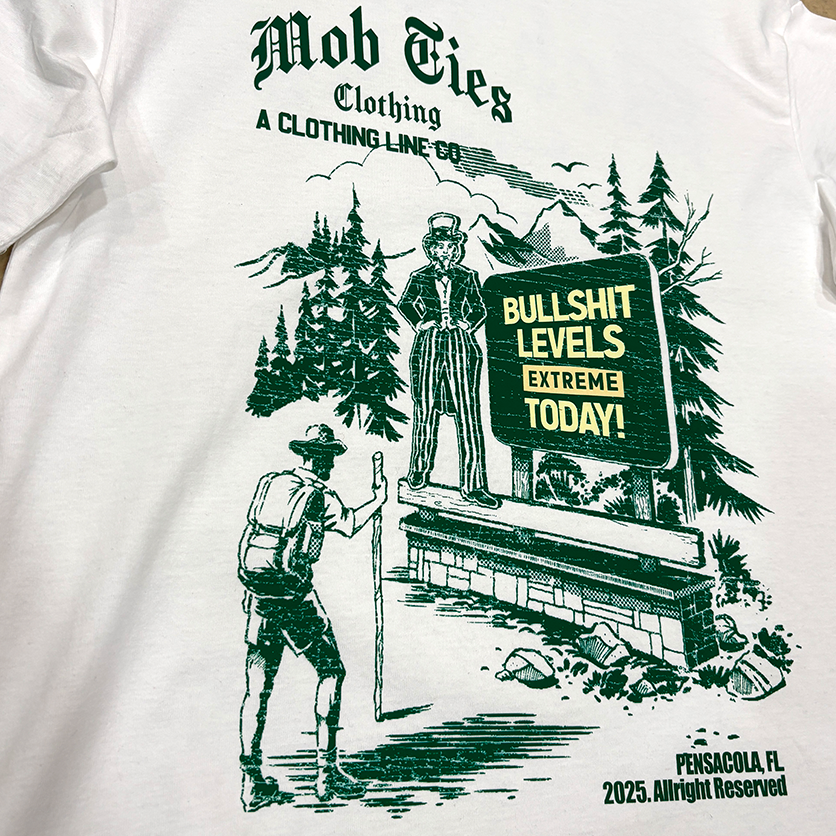 Mob Ties
Clothing
A CLOTHING LINE CO
BULLSHIT
LEVELS
EXTREME
TODAY!
PENSACOLA, FL
2025. Allright Reserved